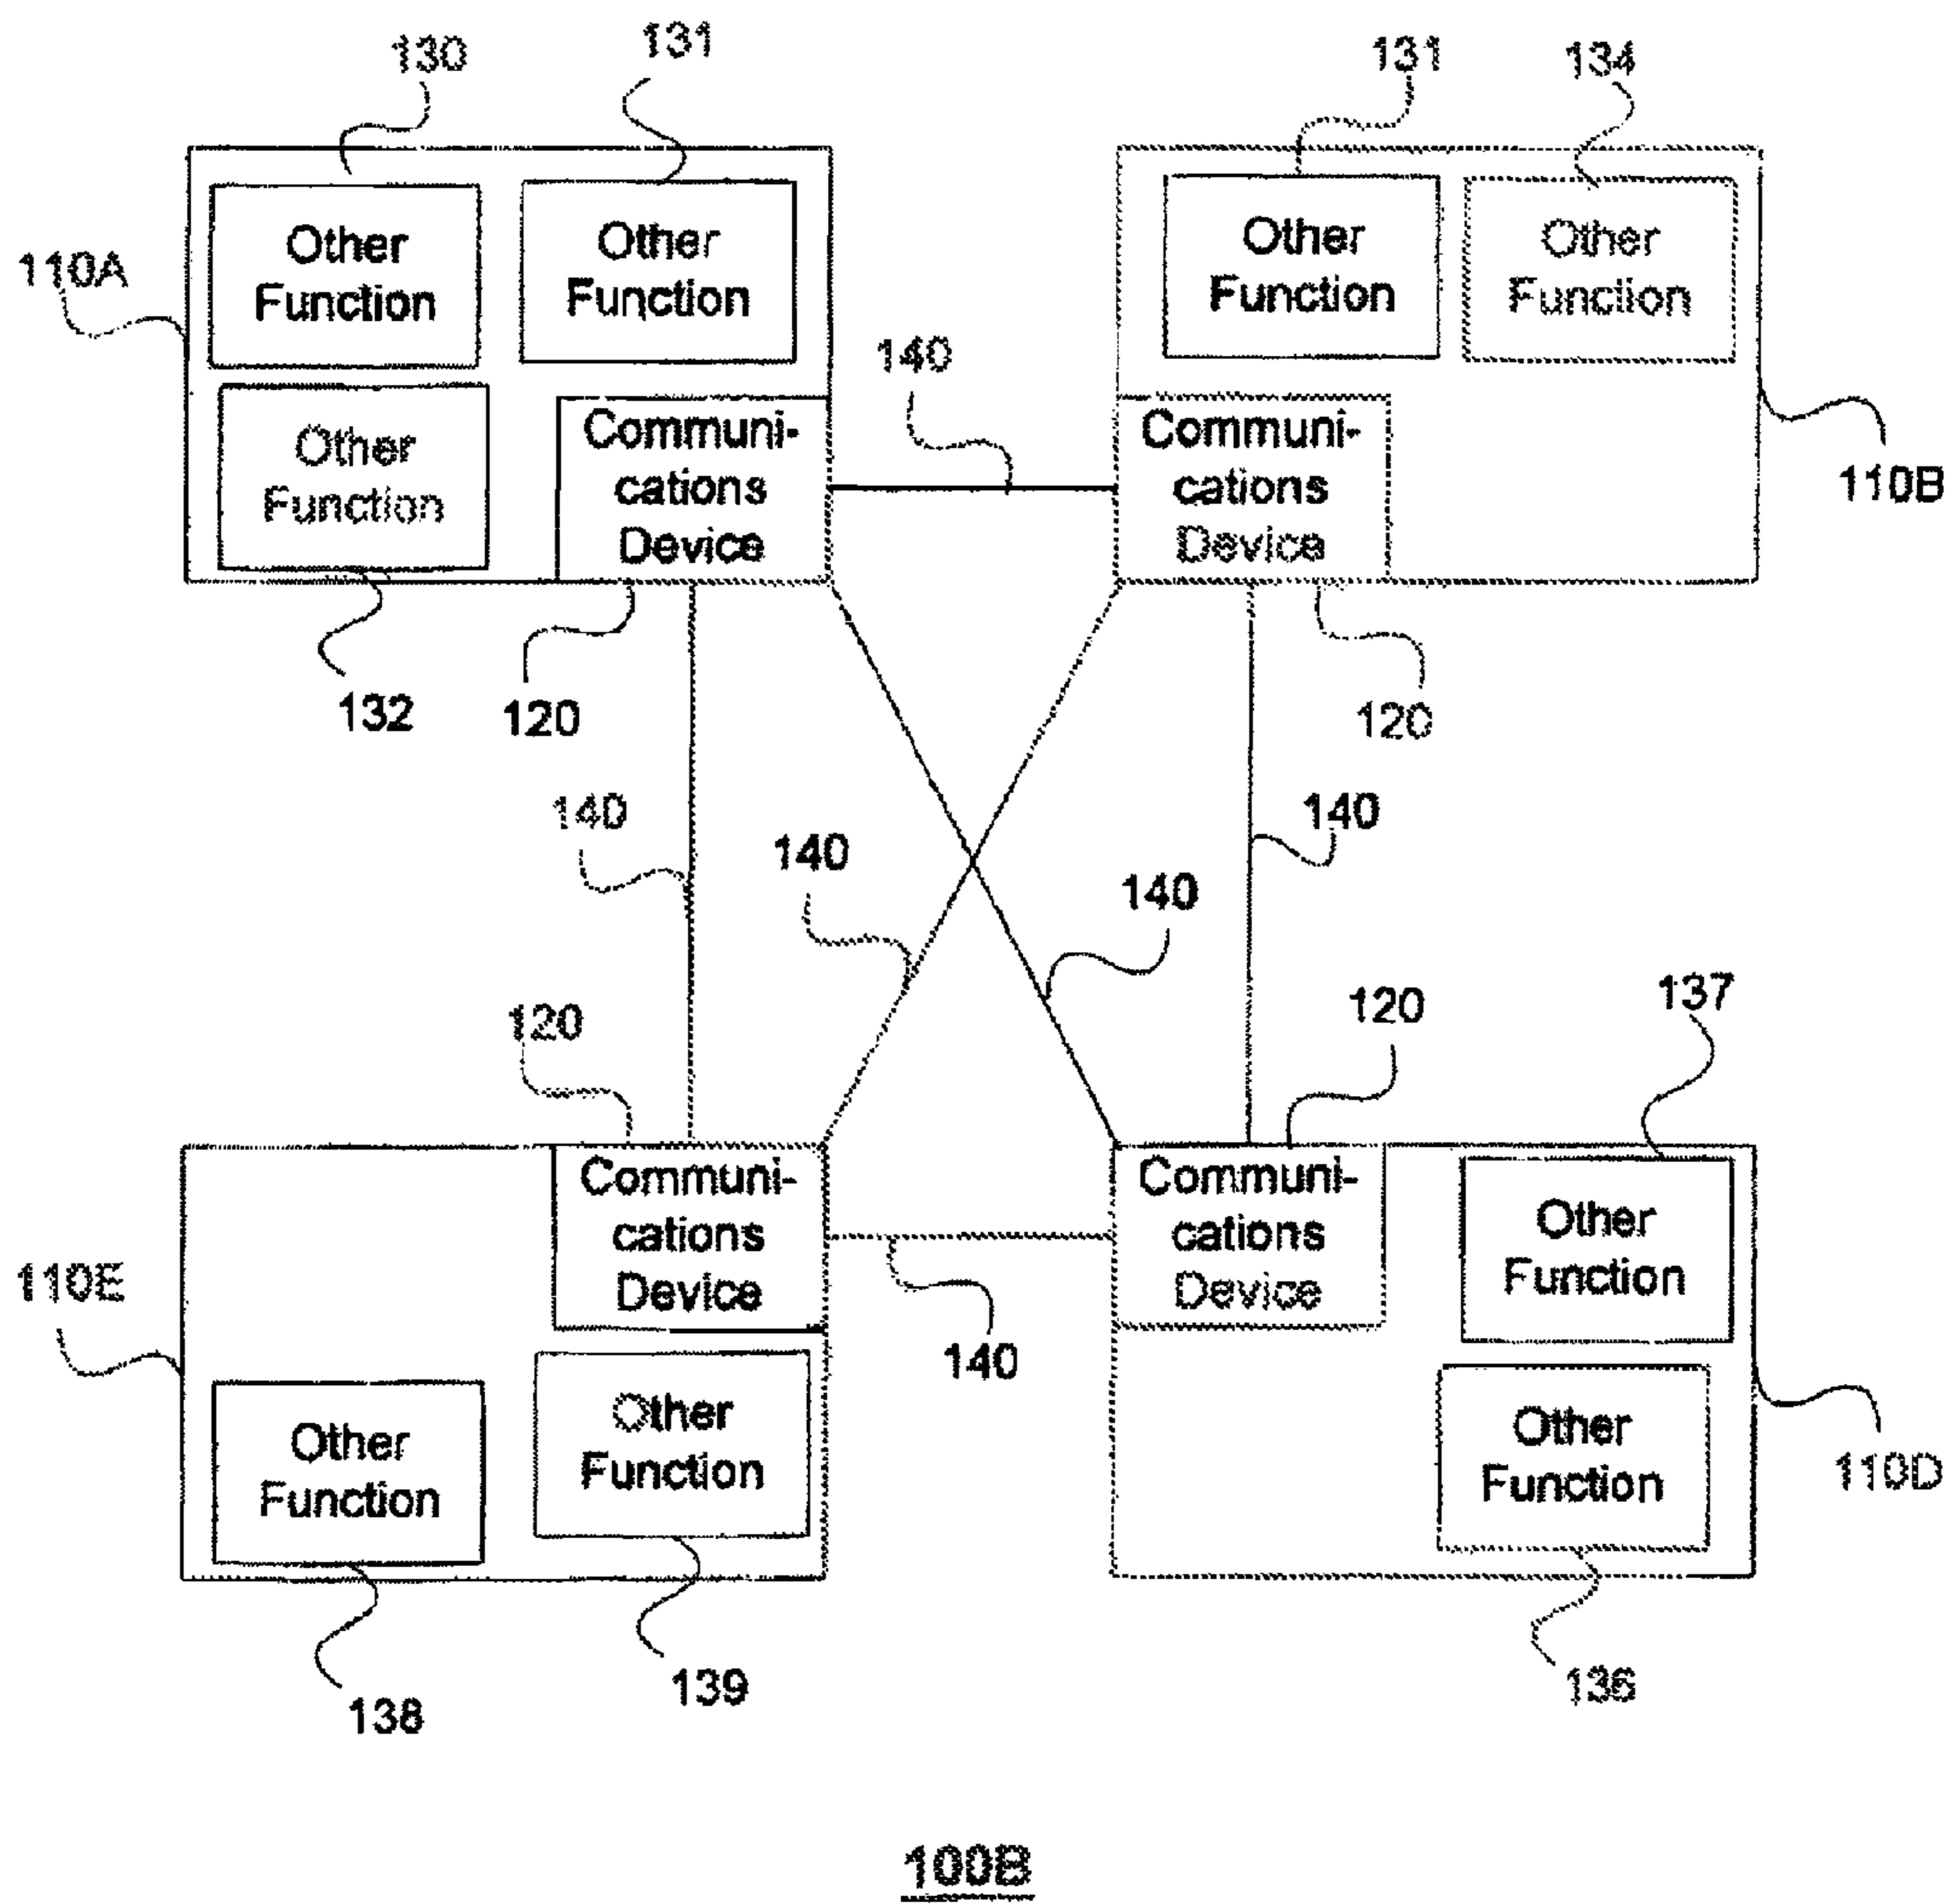 130
131
131
134
110A
Other
Function
Other
Function
Other
Function
Other
Function
140
Other
Function
Communi-
cations
Device
Communi-
cations
Device
110B
132
120
120
140
140
140
140
120
120
137
110E
Communi-
cations
Device
Communi-
cations
Device
Other
Function
140
Other
Function
Other
Function
Other
Function
110D
138
139
136
100B